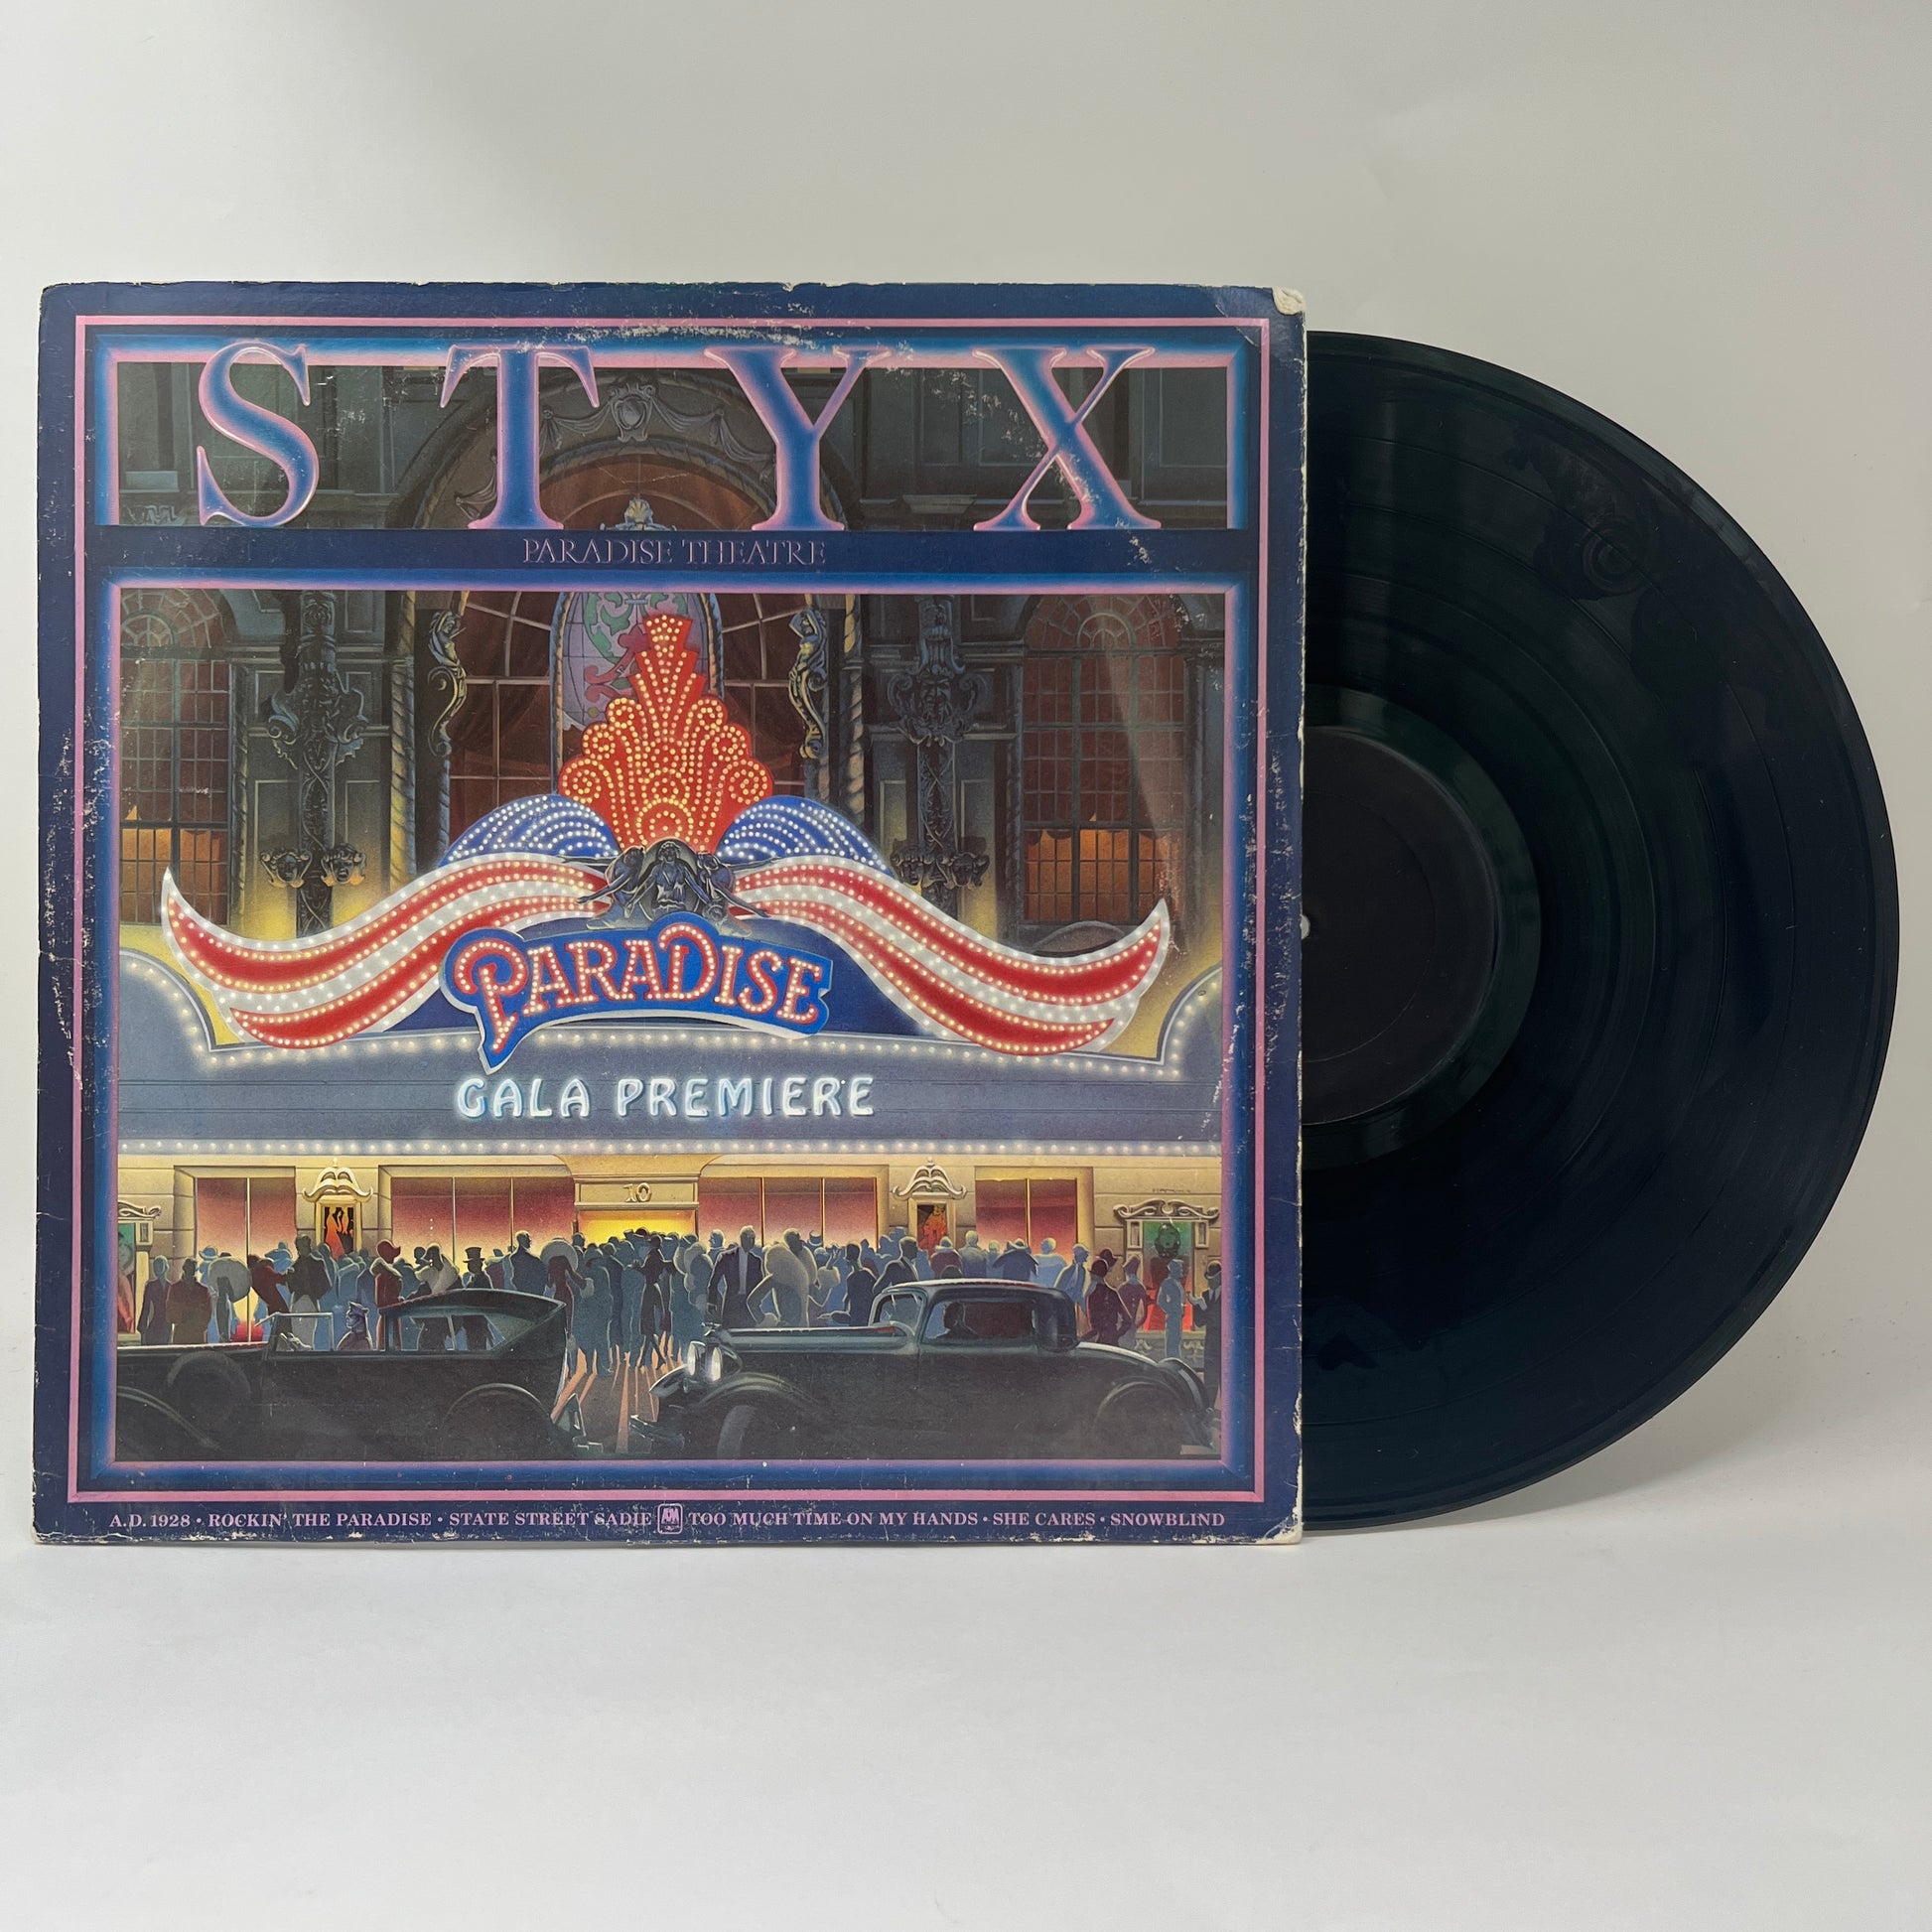 STYX
PARADISE THEATRE
PARADISE
GALA PREMIERE
10
A.D. 1928 • ROCKIN' THE PARADISE • STATE STREET SADIE A&M TOO MUCH TIME ON MY HANDS • SHE CARES • SNOWBLIND